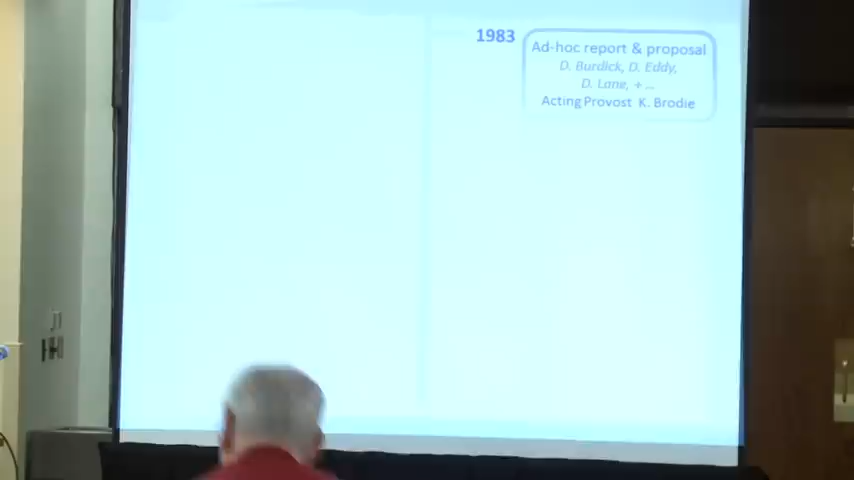 1983
Ad-hoc report & proposal
D. Burdick, D. Eddy,
D. Lane, + ...
Acting Provost K. Brodie